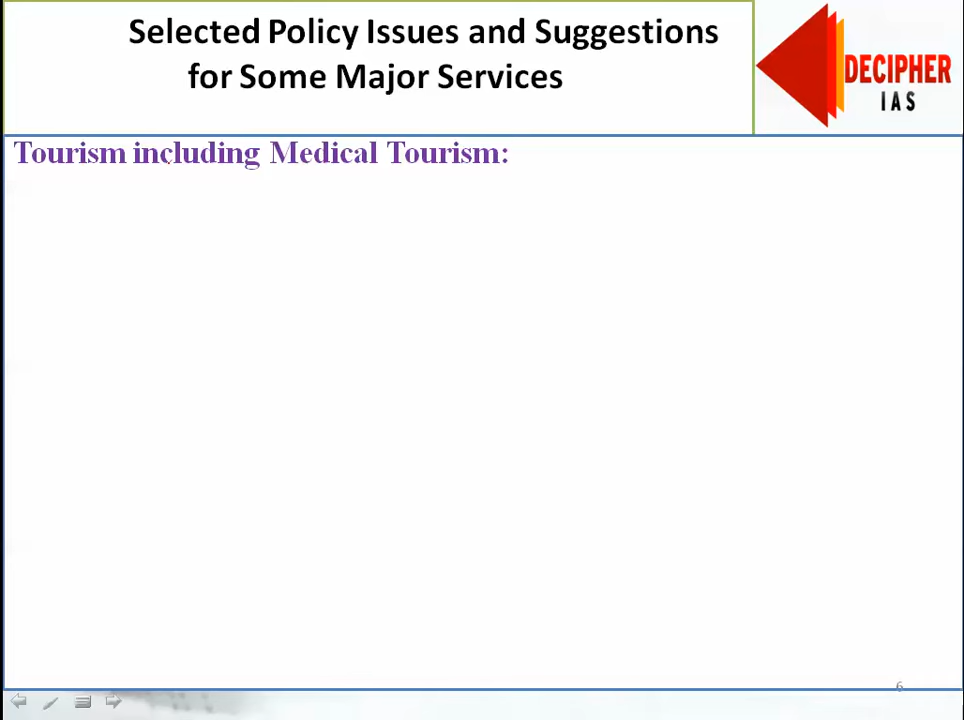 Selected Policy Issues and Suggestions
for Some Major Services
DECIPHER
IAS
Tourism including Medical Tourism:
6